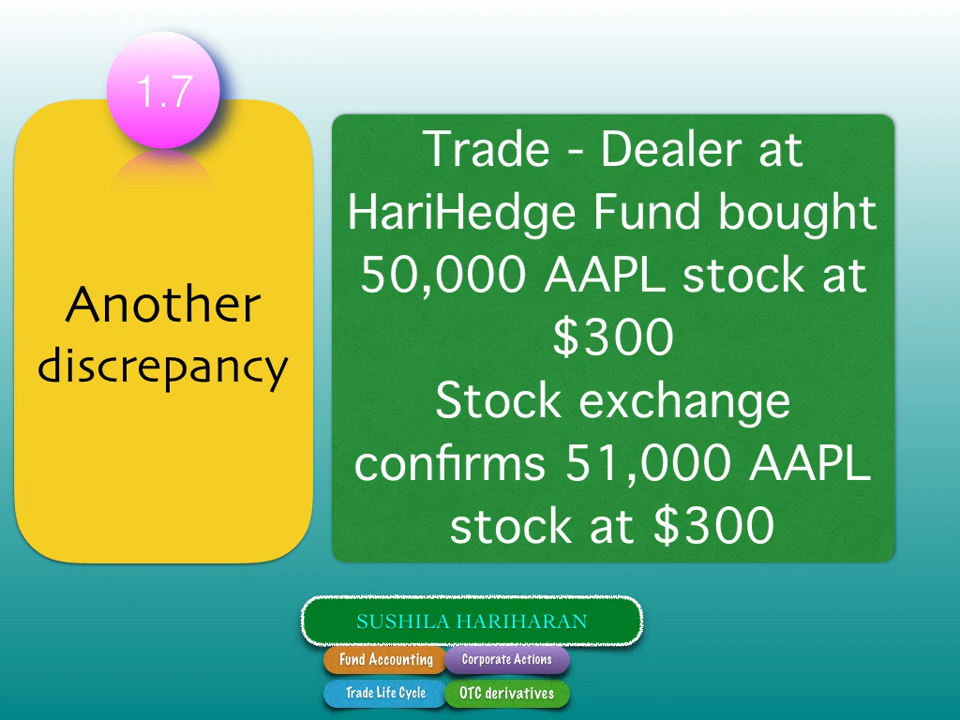 1.7
Another
discrepancy
Trade - Dealer at
HariHedge Fund bought
50,000 AAPL stock at
$300
Stock exchange
confirms 51,000 AAPL
stock at $300
SUSHILA HARIHARAN
Fund Accounting
Corporate Actions
Trade Life Cycle
OTC derivatives